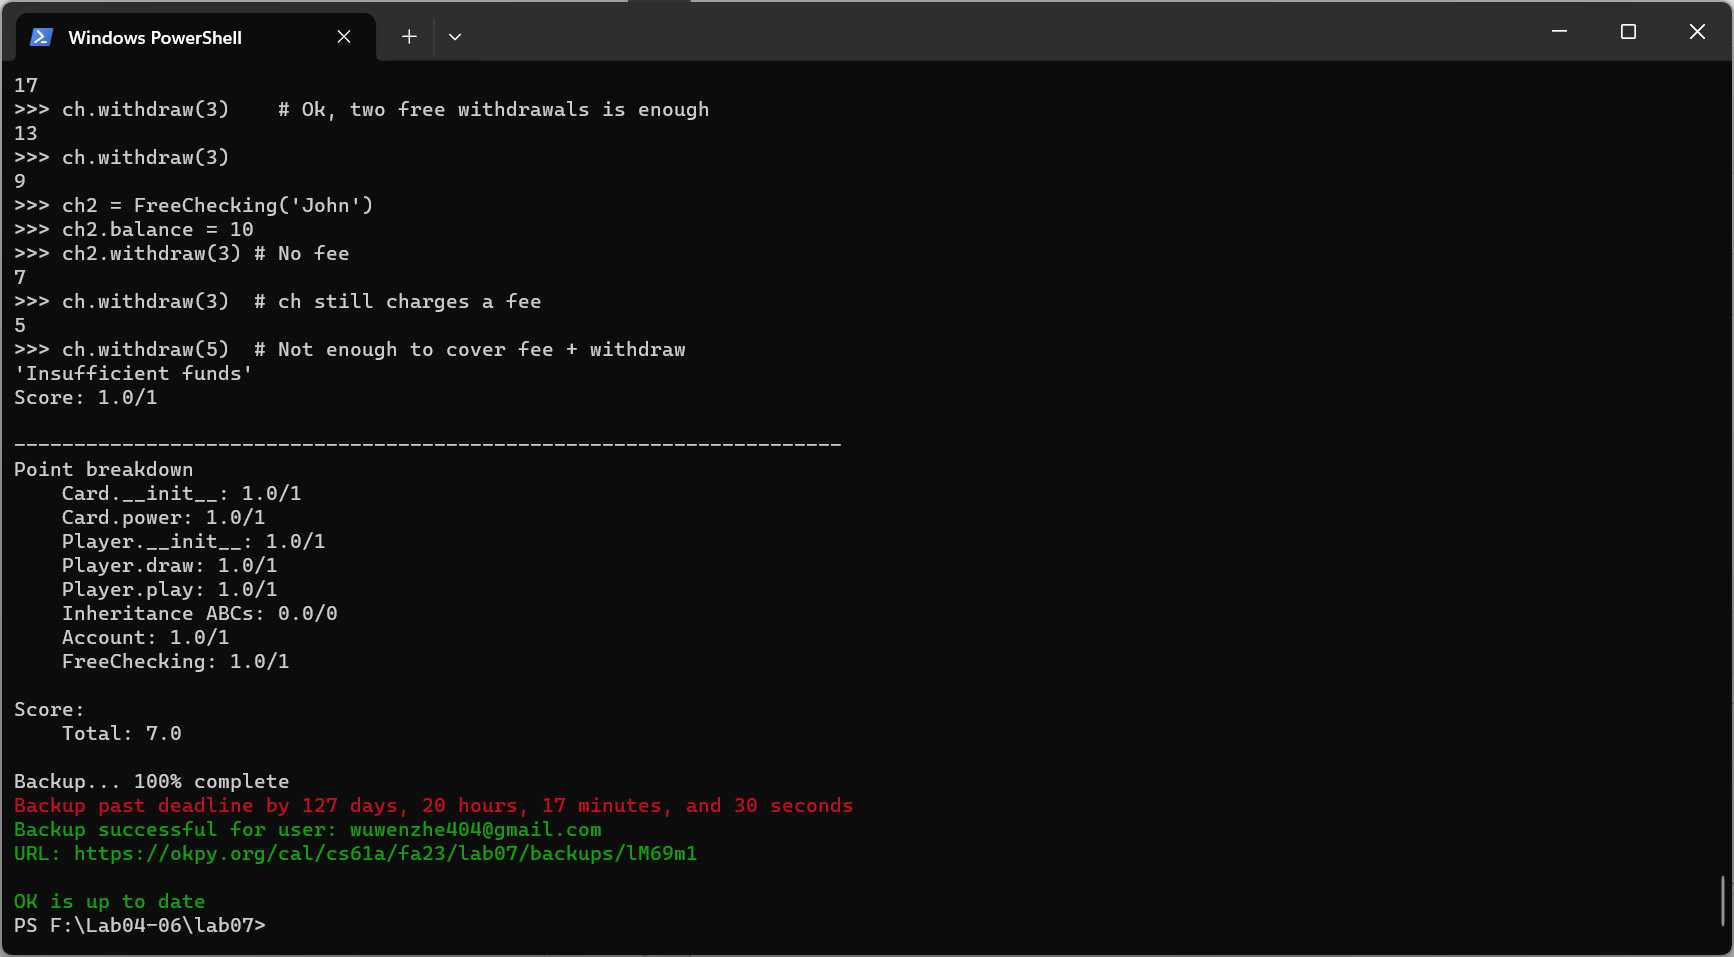 Windows PowerShell
17
>>> ch.withdraw(3)    # Ok, two free withdrawals is enough
13
>>> ch.withdraw(3)
9
>>> ch2 = FreeChecking('John')
>>> ch2.balance = 10
>>> ch2.withdraw(3) # No fee
7
>>> ch.withdraw(3)  # ch still charges a fee
5
>>> ch.withdraw(5)  # Not enough to cover fee + withdraw
'Insufficient funds'
Score: 1.0/1
---------------------------------------------------------------------
Point breakdown
    Card.__init__: 1.0/1
    Card.power: 1.0/1
    Player.__init__: 1.0/1
    Player.draw: 1.0/1
    Player.play: 1.0/1
    Inheritance ABCs: 0.0/0
    Account: 1.0/1
    FreeChecking: 1.0/1
Score:
    Total: 7.0
Backup... 100% complete
Backup past deadline by 127 days, 20 hours, 17 minutes, and 30 seconds
Backup successful for user: wuwenzhe404@gmail.com
URL: https://okpy.org/cal/cs61a/fa23/lab07/backups/lM69m1
OK is up to date
PS F:\Lab04-06\lab07>